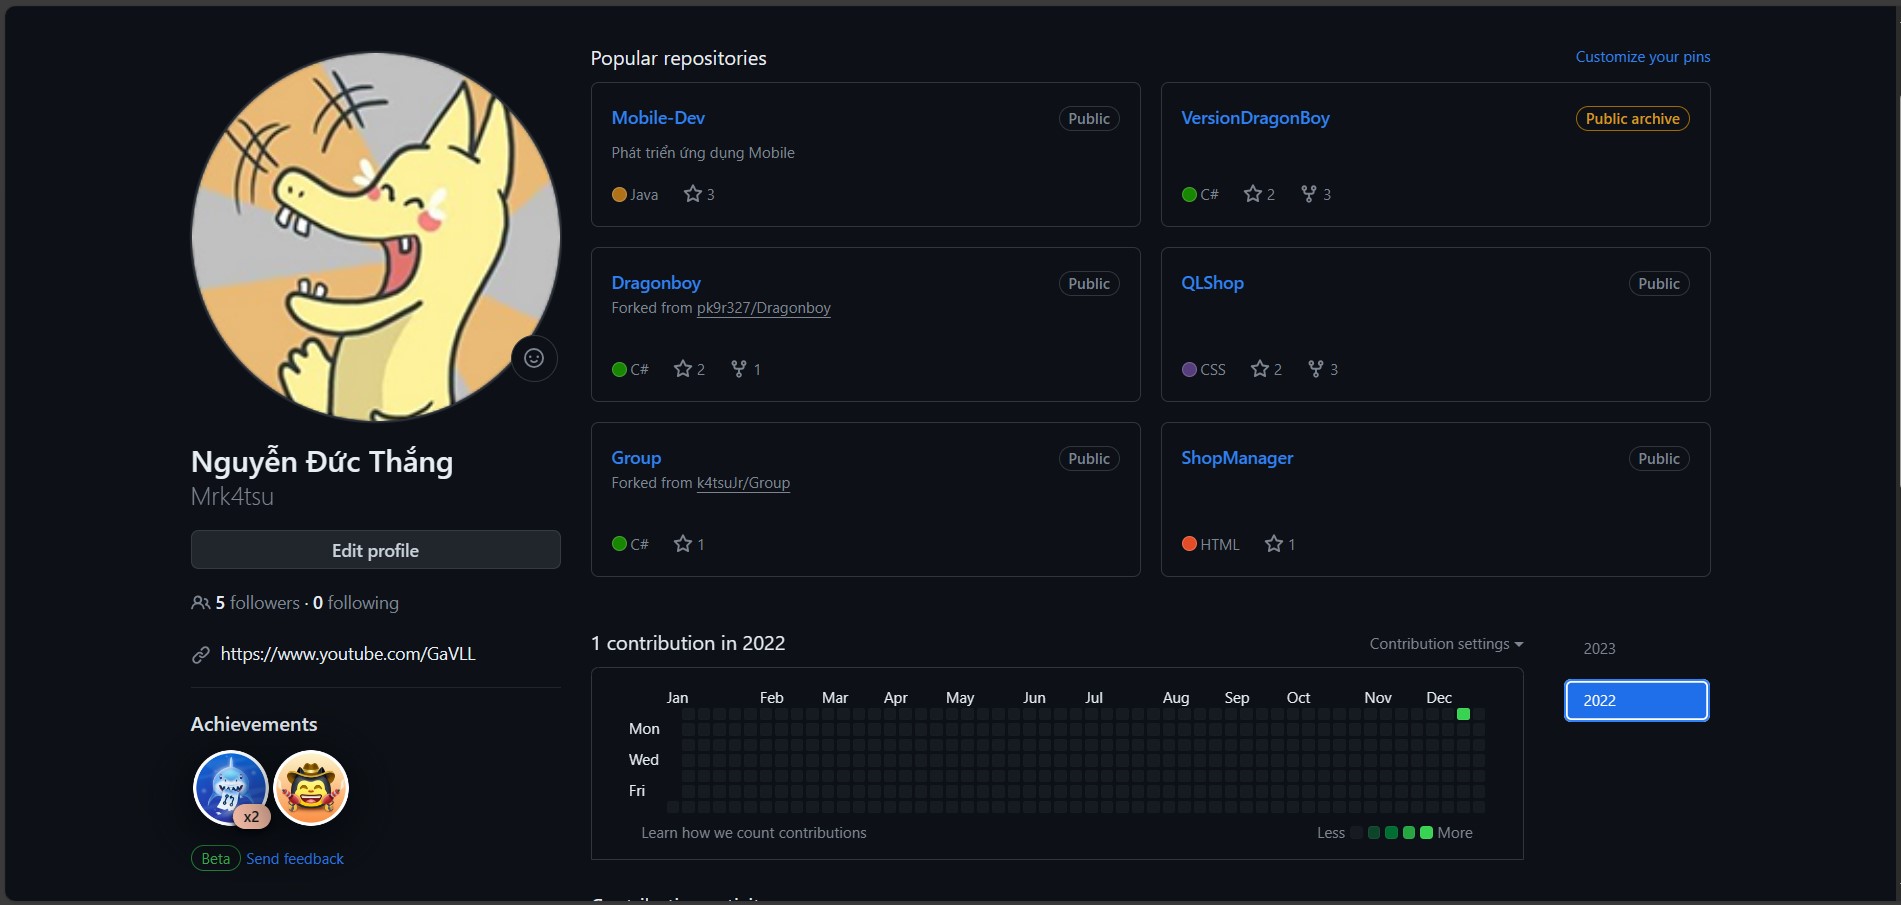 Popular repositories
Customize your pins
Mobile-Dev
Public
Phát triển ứng dụng Mobile
Java 3
VersionDragonBoy
Public archive
C# 2 3
Dragonboy
Public
Forked from pk9r327/Dragonboy
C# 2 1
QLShop
Public
CSS 2 3
Group
Public
Forked from k4tsuJr/Group
C# 1
ShopManager
Public
HTML 1
Nguyễn Đức Thắng
Mrk4tsu
Edit profile
5 followers · 0 following
https://www.youtube.com/GaVLL
Achievements
x2
Beta Send feedback
1 contribution in 2022
Contribution settings
Jan Feb Mar Apr May Jun Jul Aug Sep Oct Nov Dec
Mon
Wed
Fri
Learn how we count contributions
Less More
2023
2022